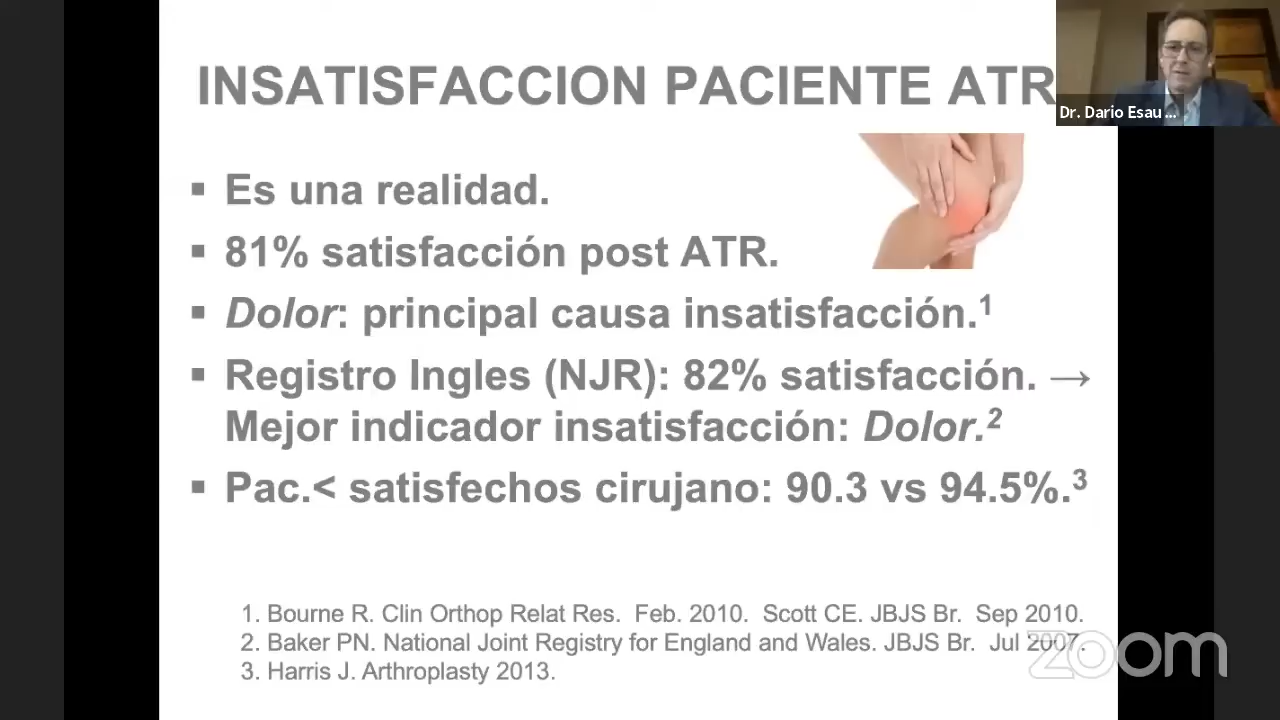 INSATISFACCION PACIENTE ATR
Dr. Dario Esau ...
▪ Es una realidad.
▪ 81% satisfacción post ATR.
▪ Dolor: principal causa insatisfacción.1
▪ Registro Ingles (NJR): 82% satisfacción. →
Mejor indicador insatisfacción: Dolor.2
▪ Pac.< satisfechos cirujano: 90.3 vs 94.5%.3
1. Bourne R. Clin Orthop Relat Res. Feb. 2010. Scott CE. JBJS Br. Sep 2010.
2. Baker PN. National Joint Registry for England and Wales. JBJS Br. Jul 2007.
3. Harris J. Arthroplasty 2013.
zoom